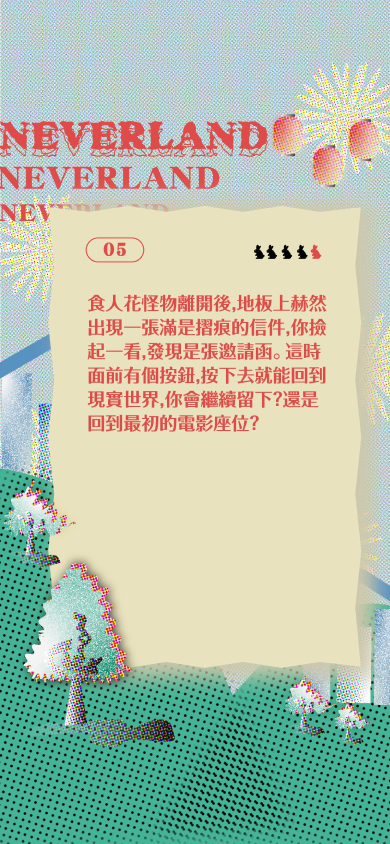 NEVERLAND
NEVERLAND
NEVERLAND
05
食人花怪物離開後,地板上赫然
出現一張滿是摺痕的信件,你撿
起一看,發現是張邀請函。這時
面前有個按鈕,按下去就能回到
現實世界,你會繼續留下?還是
回到最初的電影座位?